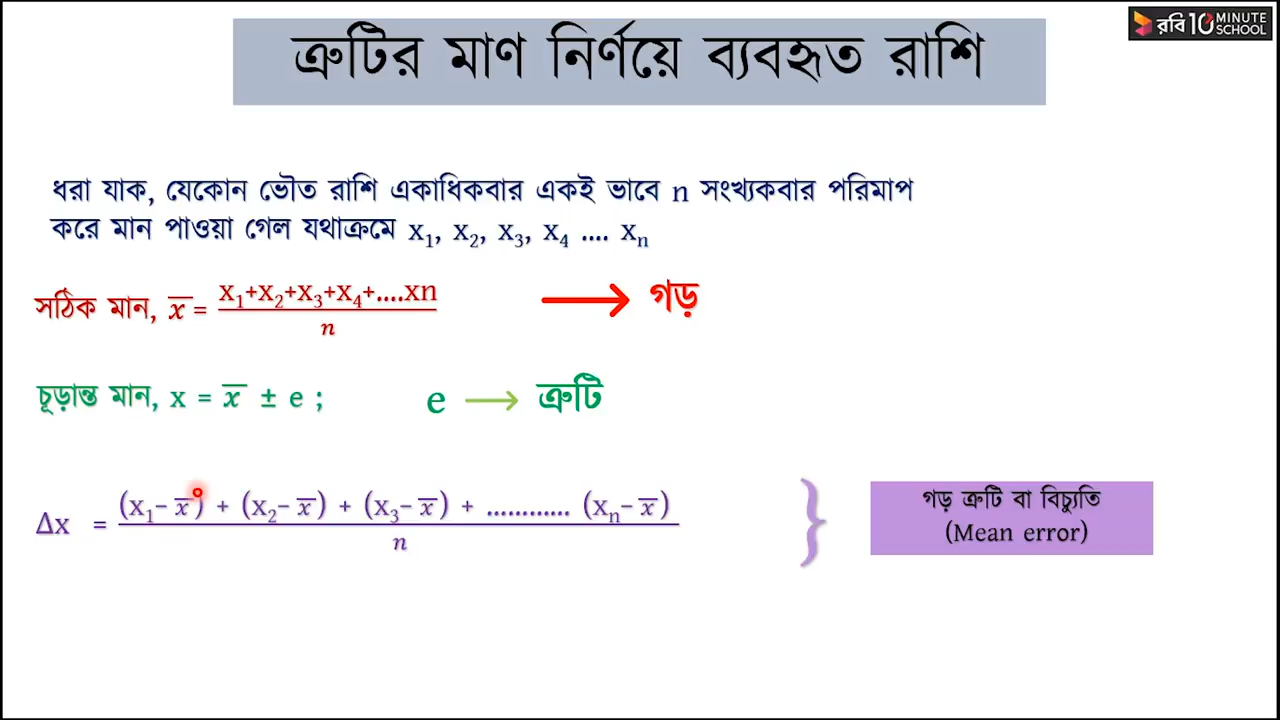 রবি 10 MINUTE SCHOOL
ত্রুটির মাণ নির্ণয়ে ব্যবহৃত রাশি
ধরা যাক, যেকোন ভৌত রাশি একাধিকবার একই ভাবে n সংখ্যকবার পরিমাপ
করে মান পাওয়া গেল যথাক্রমে x₁, x₂, x₃, x₄ .... xₙ
সঠিক মান, x̅ = (x₁+x₂+x₃+x₄+....xn)/n ⟶ গড়
চূড়ান্ত মান, x = x̅ ± e ; e ⟶ ত্রুটি
Δx = ((x₁− x̅) + (x₂− x̅) + (x₃− x̅) + ............ (xₙ− x̅))/n }
গড় ত্রুটি বা বিচ্যুতি
(Mean error)